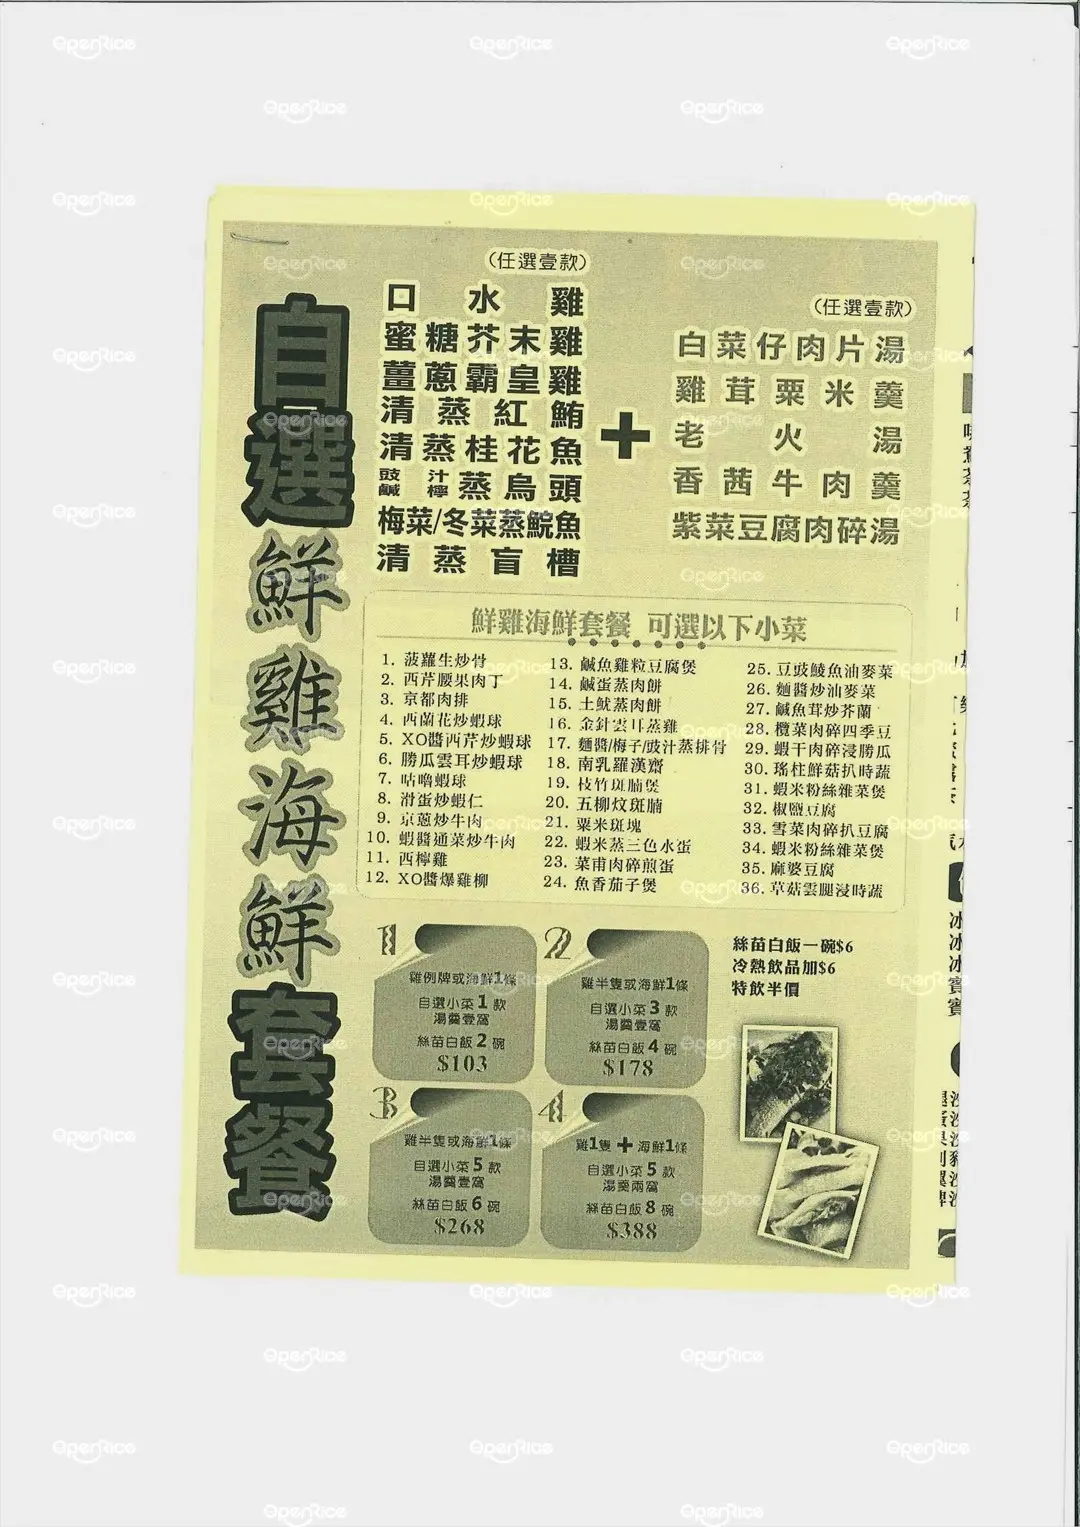 自選鮮雞海鮮套餐
(任選壹款)
口水雞
蜜糖芥末雞
薑蔥霸皇雞
清蒸紅鮪
清蒸桂花魚
豉汁鹹檸蒸烏頭
梅菜/冬菜蒸鯇魚
清蒸盲槽
+
(任選壹款)
白菜仔肉片湯
雞茸粟米羹
老火湯
香茜牛肉羹
紫菜豆腐肉碎湯
鮮雞海鮮套餐 可選以下小菜
1. 菠蘿生炒骨
2. 西芹腰果肉丁
3. 京都肉排
4. 西蘭花炒蝦球
5. XO醬西芹炒蝦球
6. 勝瓜雲耳炒蝦球
7. 咕嚕蝦球
8. 滑蛋炒蝦仁
9. 京蔥炒牛肉
10. 蝦醬通菜炒牛肉
11. 西檸雞
12. XO醬爆雞柳
13. 鹹魚雞粒豆腐煲
14. 鹹蛋蒸肉餅
15. 土魷蒸肉餅
16. 金針雲耳蒸雞
17. 麵醬/梅子/豉汁蒸排骨
18. 南乳羅漢齋
19. 枝竹斑腩煲
20. 五柳炆斑腩
21. 粟米斑塊
22. 蝦米蒸三色水蛋
23. 菜甫肉碎煎蛋
24. 魚香茄子煲
25. 豆豉鯪魚油麥菜
26. 麵醬炒油麥菜
27. 鹹魚茸炒芥蘭
28. 欖菜肉碎四季豆
29. 蝦干肉碎浸勝瓜
30. 瑤柱鮮菇扒時蔬
31. 蝦米粉絲雜菜煲
32. 椒鹽豆腐
33. 雪菜肉碎扒豆腐
34. 蝦米粉絲雜菜煲
35. 麻婆豆腐
36. 草菇雲腿浸時蔬
1
雞例牌或海鮮1條
自選小菜1款
湯羹壹窩
絲苗白飯2碗
$103
2
雞半隻或海鮮1條
自選小菜3款
湯羹壹窩
絲苗白飯4碗
$178
3
雞半隻或海鮮1條
自選小菜5款
湯羹壹窩
絲苗白飯6碗
$268
4
雞1隻+海鮮1條
自選小菜5款
湯羹兩窩
絲苗白飯8碗
$388
絲苗白飯一碗$6
冷熱飲品加$6
特飲半價
OpenRice